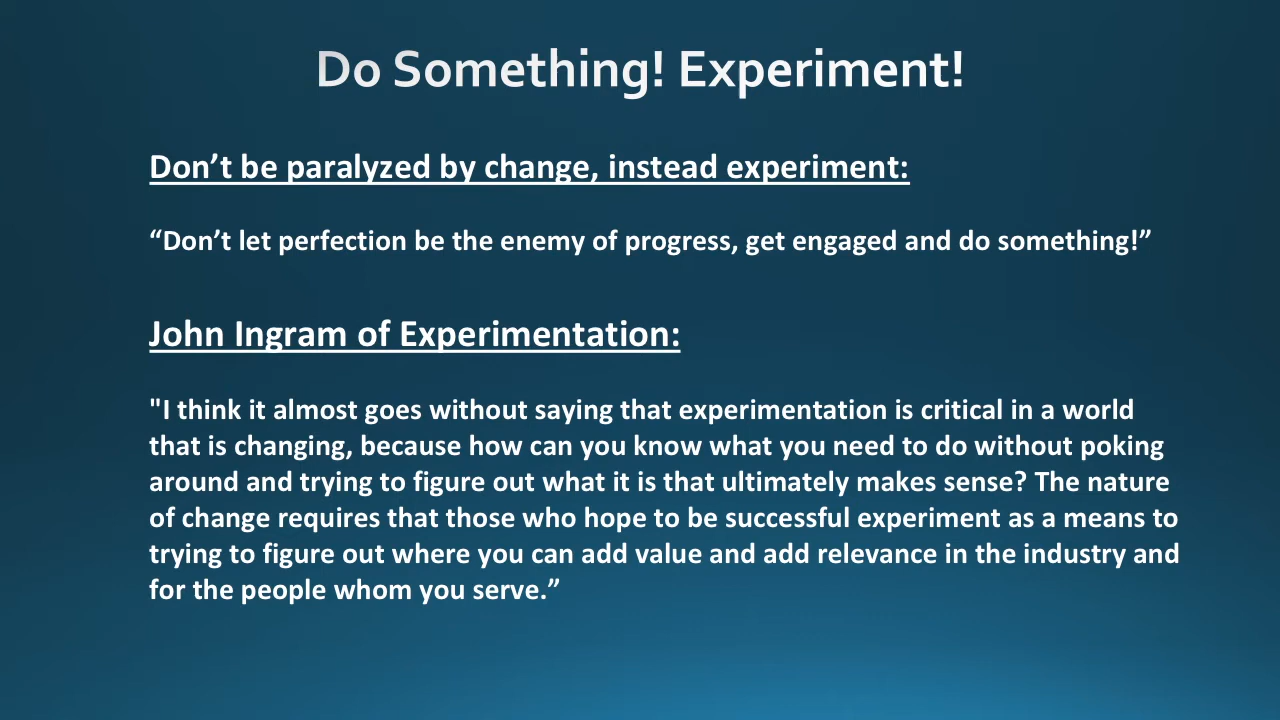 Do Something! Experiment!
Don’t be paralyzed by change, instead experiment:
“Don’t let perfection be the enemy of progress, get engaged and do something!”
John Ingram of Experimentation:
"I think it almost goes without saying that experimentation is critical in a world
that is changing, because how can you know what you need to do without poking
around and trying to figure out what it is that ultimately makes sense? The nature
of change requires that those who hope to be successful experiment as a means to
trying to figure out where you can add value and add relevance in the industry and
for the people whom you serve.”